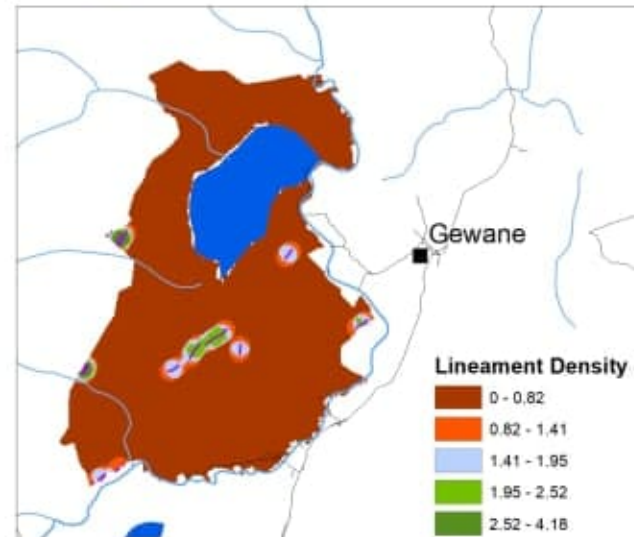 Gewane
Lineament Density
0 - 0.82
0.82 - 1.41
1.41 - 1.95
1.95 - 2.52
2.52 - 4.18